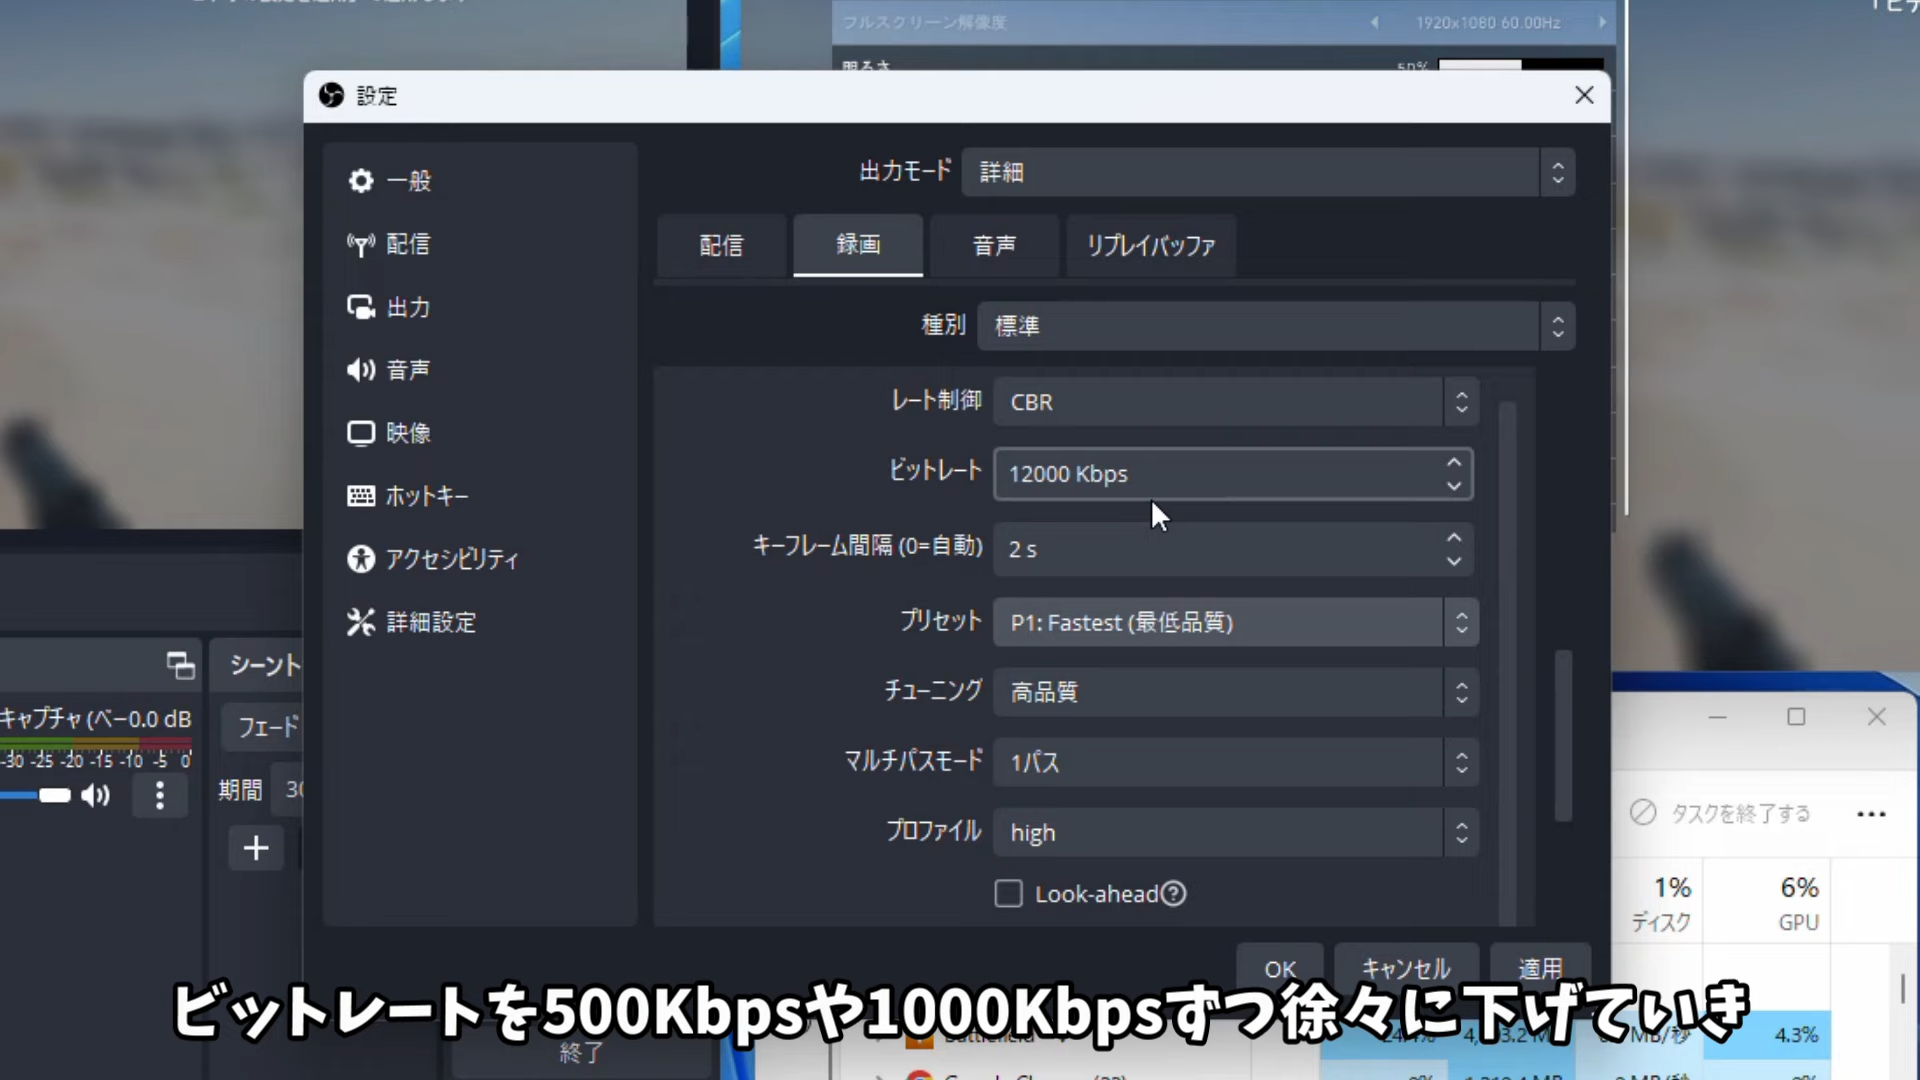 フルスクリーン解像度
1920x1080 60.00Hz
明るさ
50%
設定
一般
配信
出力
音声
映像
ホットキー
アクセシビリティ
詳細設定
出力モード
詳細
配信
録画
音声
リプレイバッファ
種別
標準
レート制御
CBR
ビットレート
12000 Kbps
キーフレーム間隔 (0=自動)
2 s
プリセット
P1: Fastest (最低品質)
チューニング
高品質
マルチパスモード
1パス
プロファイル
high
Look-ahead
OK
キャンセル
適用
シーント
キャプチャ (ベー0.0 dB
-30 -25 -20 -15 -10 -5 0
フェード
期間
30
終了
タスクを終了する
1%
ディスク
6%
GPU
4.3%
ビットレートを500Kbpsや1000Kbpsずつ徐々に下げていき